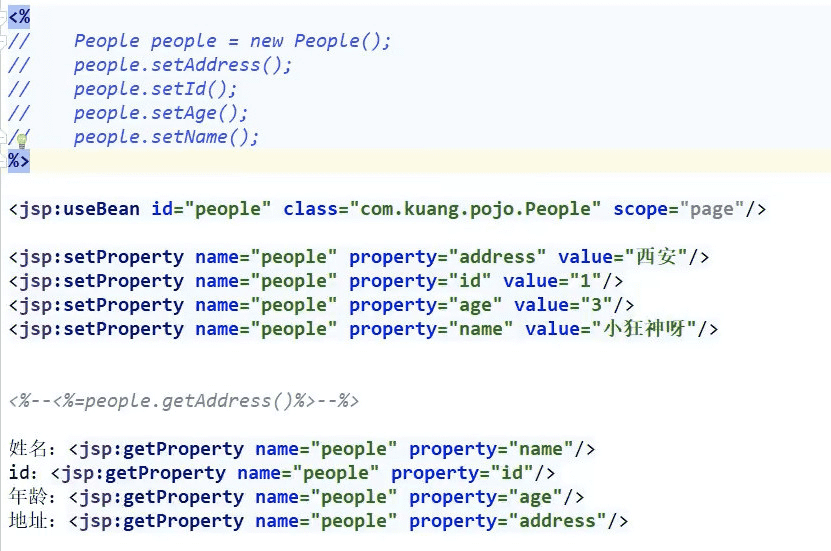 <%
//    People people = new People();
//    people.setAddress();
//    people.setId();
//    people.setAge();
//    people.setName();
%>
<jsp:useBean id="people" class="com.kuang.pojo.People" scope="page"/>
<jsp:setProperty name="people" property="address" value="西安"/>
<jsp:setProperty name="people" property="id" value="1"/>
<jsp:setProperty name="people" property="age" value="3"/>
<jsp:setProperty name="people" property="name" value="小狂神呀"/>
<%--<%=people.getAddress()%>--%>
姓名：<jsp:getProperty name="people" property="name"/>
id：<jsp:getProperty name="people" property="id"/>
年龄：<jsp:getProperty name="people" property="age"/>
地址：<jsp:getProperty name="people" property="address"/>